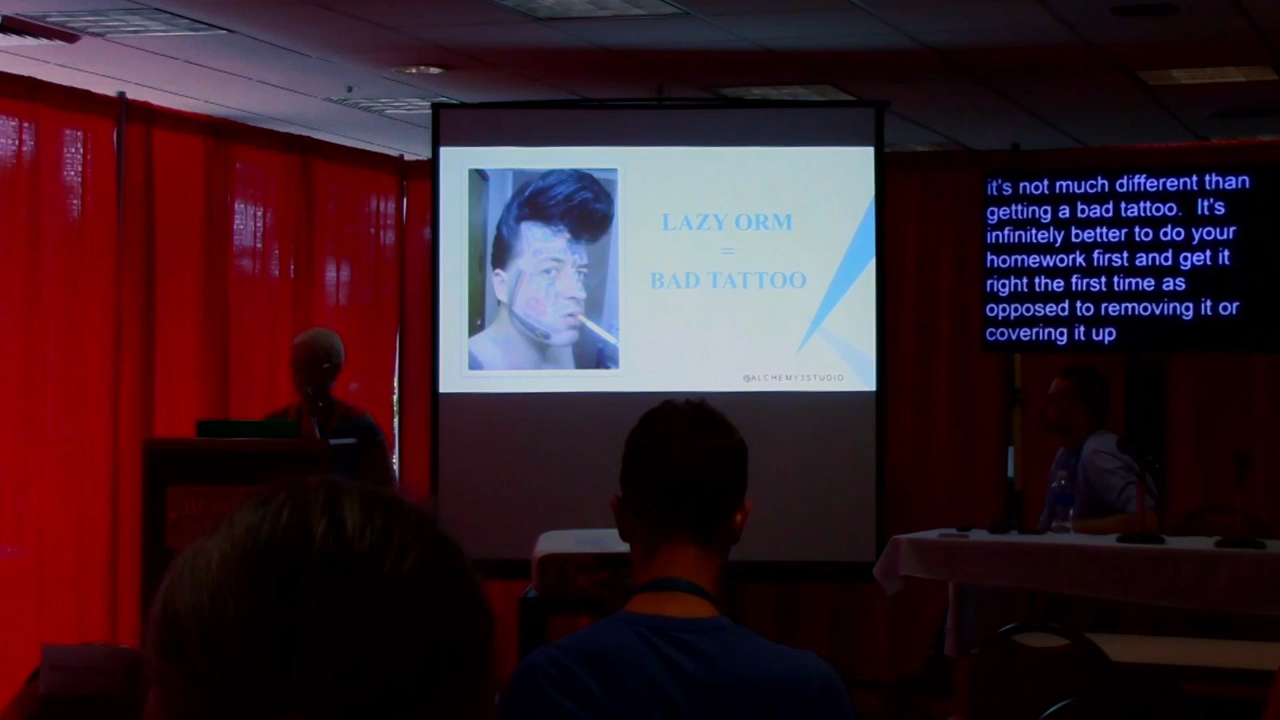 LAZY ORM
=
BAD TATTOO
@ALCHEMY3STUDIO
it's not much different than
getting a bad tattoo.  It's
infinitely better to do your
homework first and get it
right the first time as
opposed to removing it or
covering it up